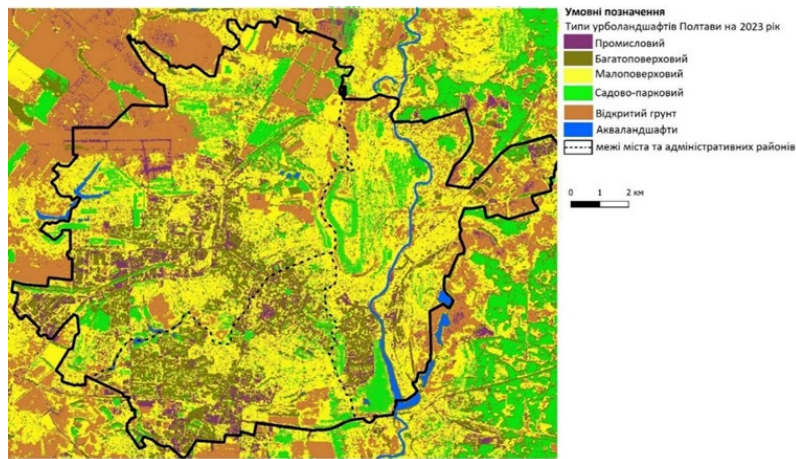 Умовні позначення
Типи урболандшафтів Полтави на 2023 рік
Промисловий
Багатоповерховий
Малоповерховий
Садово-парковий
Відкритий грунт
Акваландшафти
межі міста та адміністративних районів
0 1 2 км